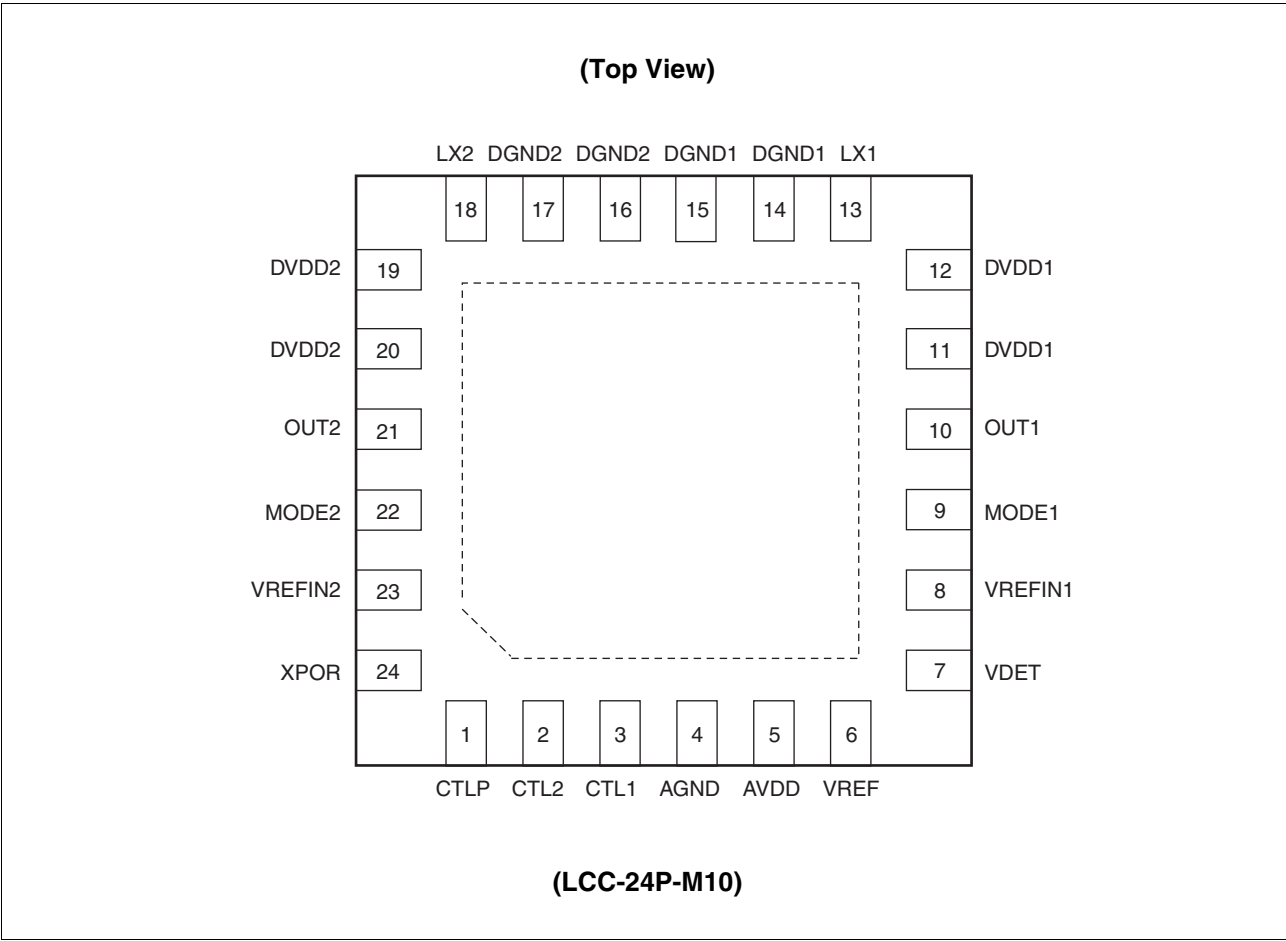 (Top View)
LX2 DGND2 DGND2 DGND1 DGND1 LX1
18 17 16 15 14 13
DVDD2 19 12 DVDD1
DVDD2 20 11 DVDD1
OUT2 21 10 OUT1
MODE2 22 9 MODE1
VREFIN2 23 8 VREFIN1
XPOR 24 7 VDET
1 2 3 4 5 6
CTLP CTL2 CTL1 AGND AVDD VREF
(LCC-24P-M10)